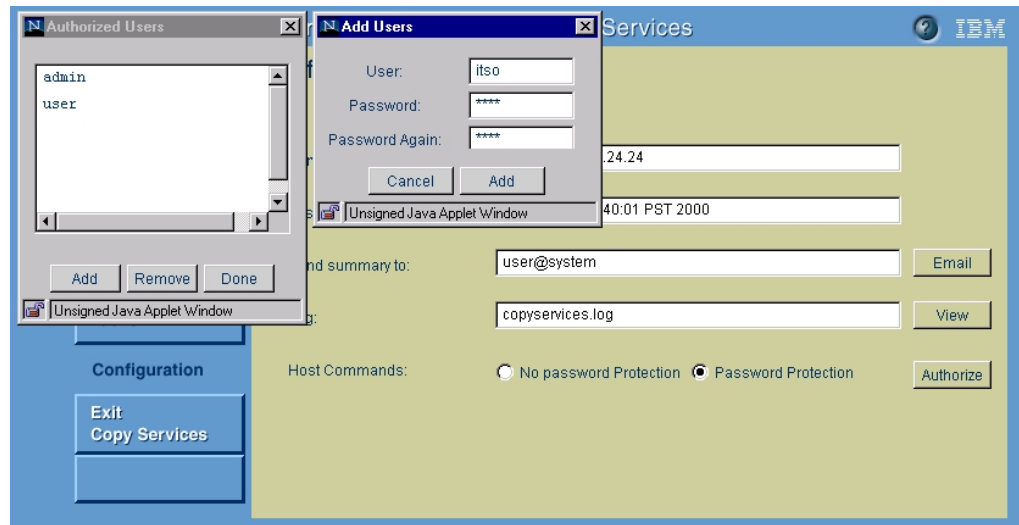 Authorized Users
admin
user
Add Remove Done
Unsigned Java Applet Window
Add Users
User: itso
Password: ****
Password Again: ****
Cancel Add
Unsigned Java Applet Window
Services
IBM
.24.24
40:01 PST 2000
nd summary to: user@system Email
g: copyservices.log View
Host Commands: No password Protection Password Protection Authorize
Configuration
Exit
Copy Services